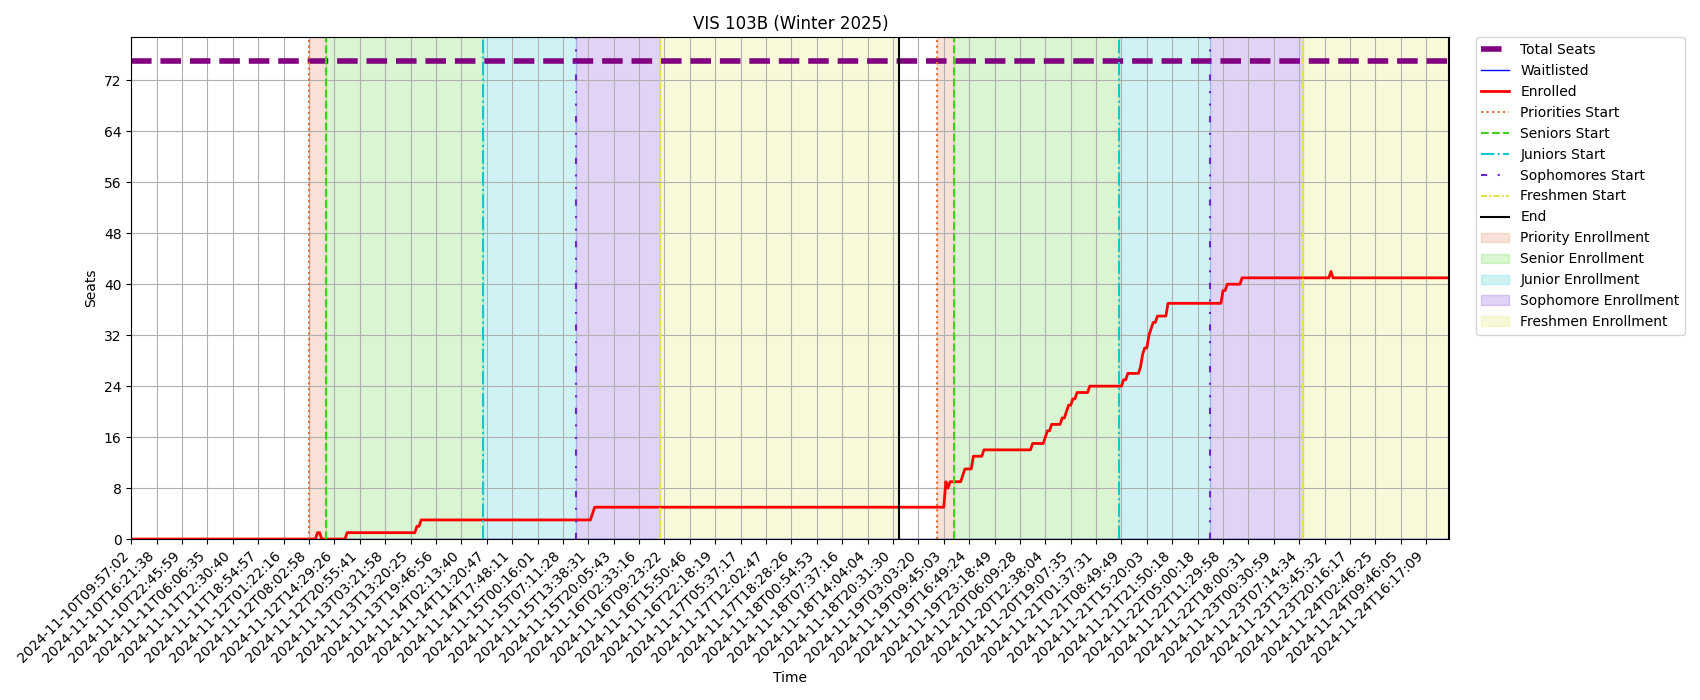 VIS 103B (Winter 2025)
Total Seats
Waitlisted
Enrolled
Priorities Start
Seniors Start
Juniors Start
Sophomores Start
Freshmen Start
End
Priority Enrollment
Senior Enrollment
Junior Enrollment
Sophomore Enrollment
Freshmen Enrollment
Seats
72
64
56
48
40
32
24
16
8
0
2024-11-10T09:57:02
2024-11-10T16:21:38
2024-11-10T22:45:59
2024-11-11T06:06:35
2024-11-11T12:30:40
2024-11-11T18:54:57
2024-11-12T01:22:16
2024-11-12T08:02:58
2024-11-12T14:29:26
2024-11-12T20:55:41
2024-11-13T03:21:58
2024-11-13T13:20:25
2024-11-13T19:46:56
2024-11-14T02:13:40
2024-11-14T11:20:47
2024-11-14T17:48:11
2024-11-15T00:16:01
2024-11-15T07:11:28
2024-11-15T13:38:31
2024-11-15T20:05:43
2024-11-16T02:33:16
2024-11-16T09:23:22
2024-11-16T15:50:46
2024-11-16T22:18:19
2024-11-17T05:37:17
2024-11-17T12:02:47
2024-11-17T18:28:26
2024-11-18T00:54:53
2024-11-18T07:37:16
2024-11-18T14:04:04
2024-11-18T20:31:30
2024-11-19T03:03:20
2024-11-19T09:45:03
2024-11-19T16:49:24
2024-11-19T23:18:49
2024-11-20T06:09:28
2024-11-20T12:38:04
2024-11-20T19:07:35
2024-11-21T01:37:31
2024-11-21T08:49:49
2024-11-21T15:20:03
2024-11-21T21:50:18
2024-11-22T05:00:18
2024-11-22T11:29:58
2024-11-22T18:00:31
2024-11-23T00:30:59
2024-11-23T07:14:34
2024-11-23T13:45:32
2024-11-23T20:16:17
2024-11-24T02:46:25
2024-11-24T09:46:05
2024-11-24T16:17:09
Time